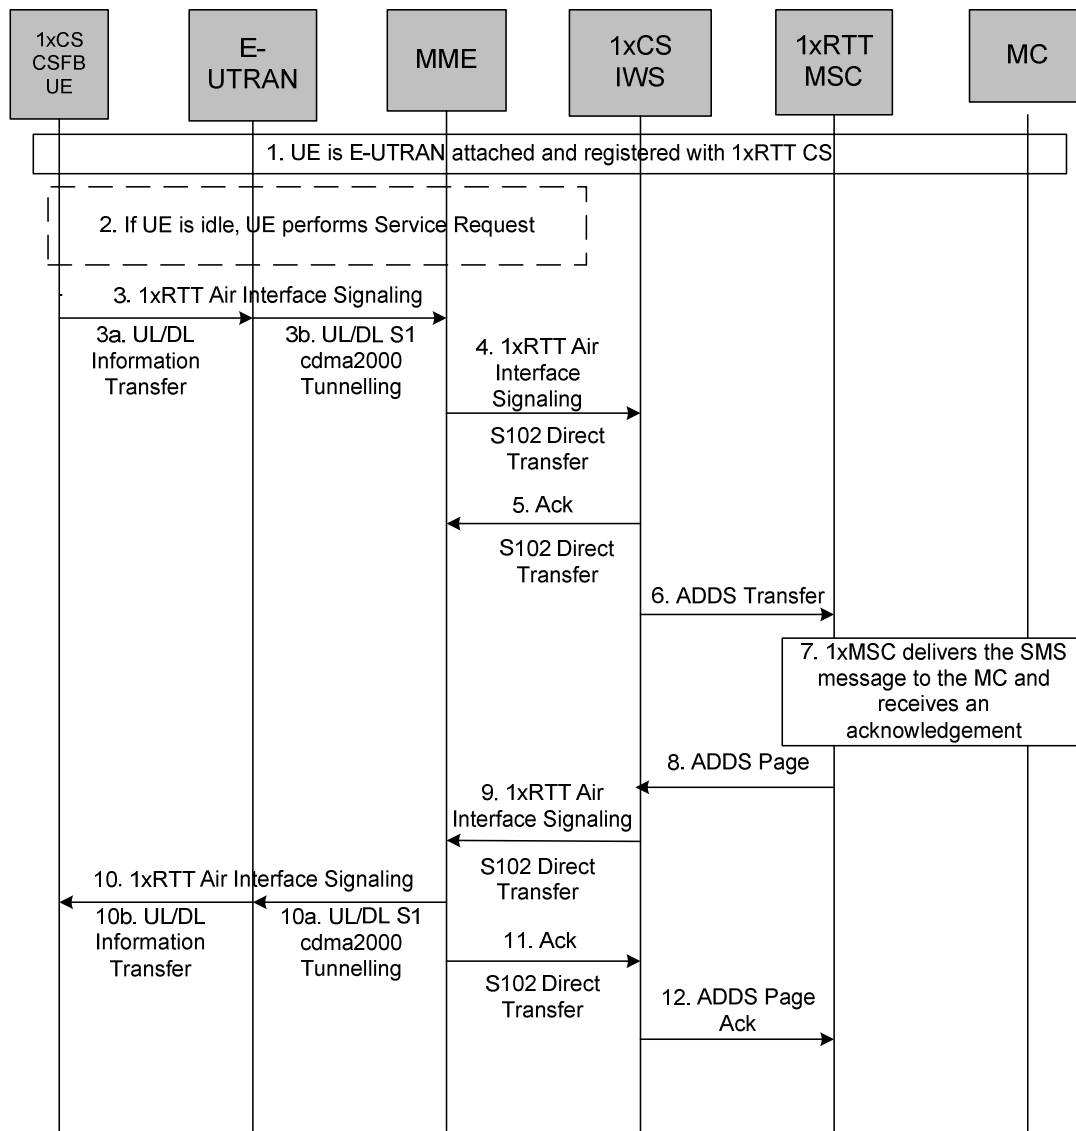 1xCS
CSFB
UE
E-
UTRAN
MME
1xCS
IWS
1xRTT
MSC
MC
1. UE is E-UTRAN attached and registered with 1xRTT CS
2. If UE is idle, UE performs Service Request
3. 1xRTT Air Interface Signaling
3a. UL/DL
Information
Transfer
3b. UL/DL S1
cdma2000
Tunnelling
4. 1xRTT Air
Interface
Signaling
S102 Direct
Transfer
5. Ack
S102 Direct
Transfer
6. ADDS Transfer
7. 1xMSC delivers the SMS
message to the MC and
receives an
acknowledgement
8. ADDS Page
9. 1xRTT Air
Interface Signaling
S102 Direct
Transfer
10. 1xRTT Air Interface Signaling
10b. UL/DL
Information
Transfer
10a. UL/DL S1
cdma2000
Tunnelling
11. Ack
S102 Direct
Transfer
12. ADDS Page
Ack